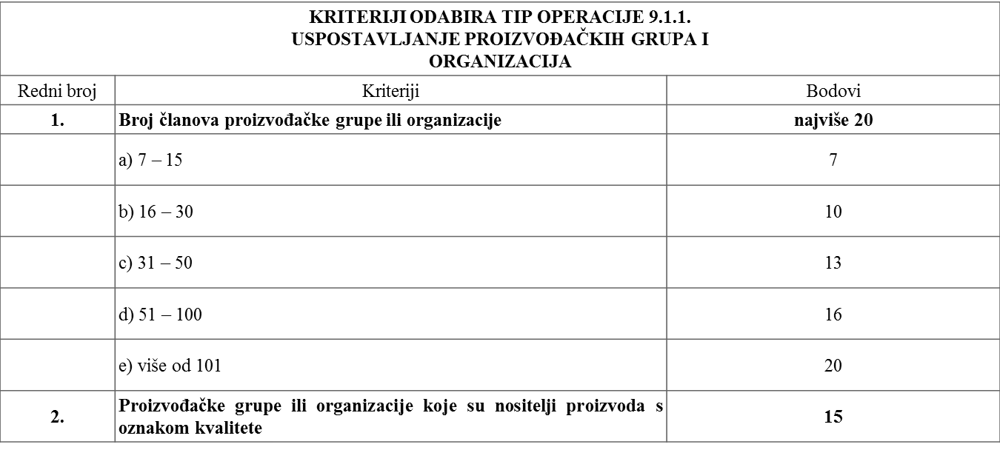 KRITERIJI ODABIRA TIP OPERACIJE 9.1.1.
USPOSTAVLJANJE PROIZVOĐAČKIH GRUPA I
ORGANIZACIJA
Redni broj Kriteriji Bodovi
1. Broj članova proizvođačke grupe ili organizacije najviše 20
a) 7 – 15 7
b) 16 – 30 10
c) 31 – 50 13
d) 51 – 100 16
e) više od 101 20
2. Proizvođačke grupe ili organizacije koje su nositelji proizvoda s 15
oznakom kvalitete